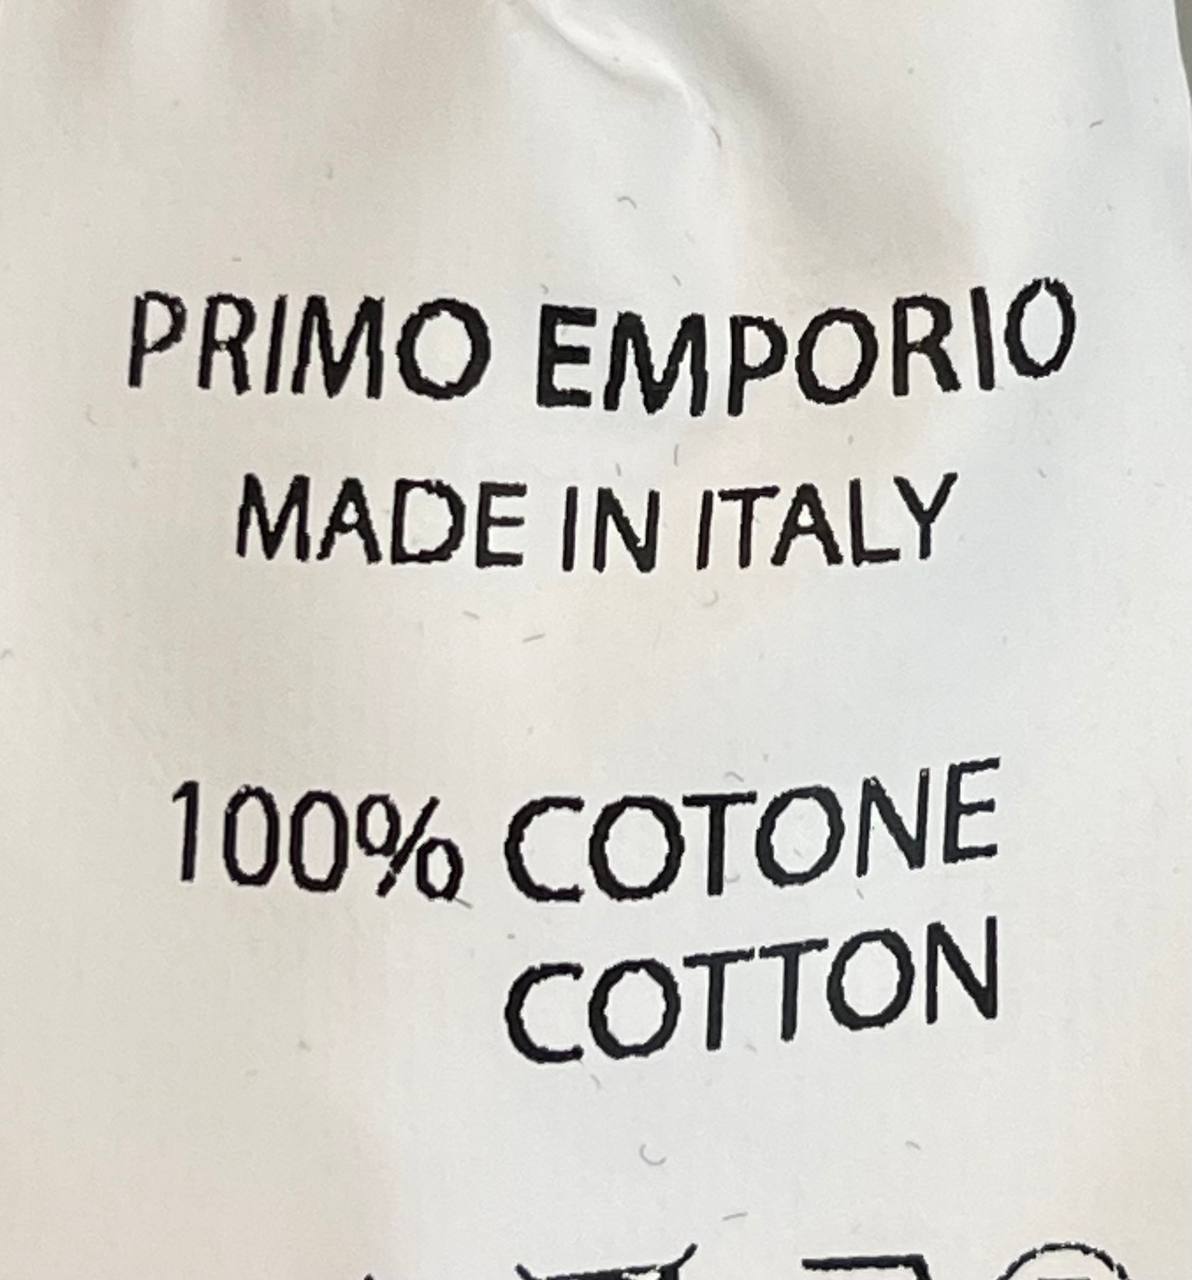 PRIMO EMPORIO
MADE IN ITALY
100% COTONE
COTTON